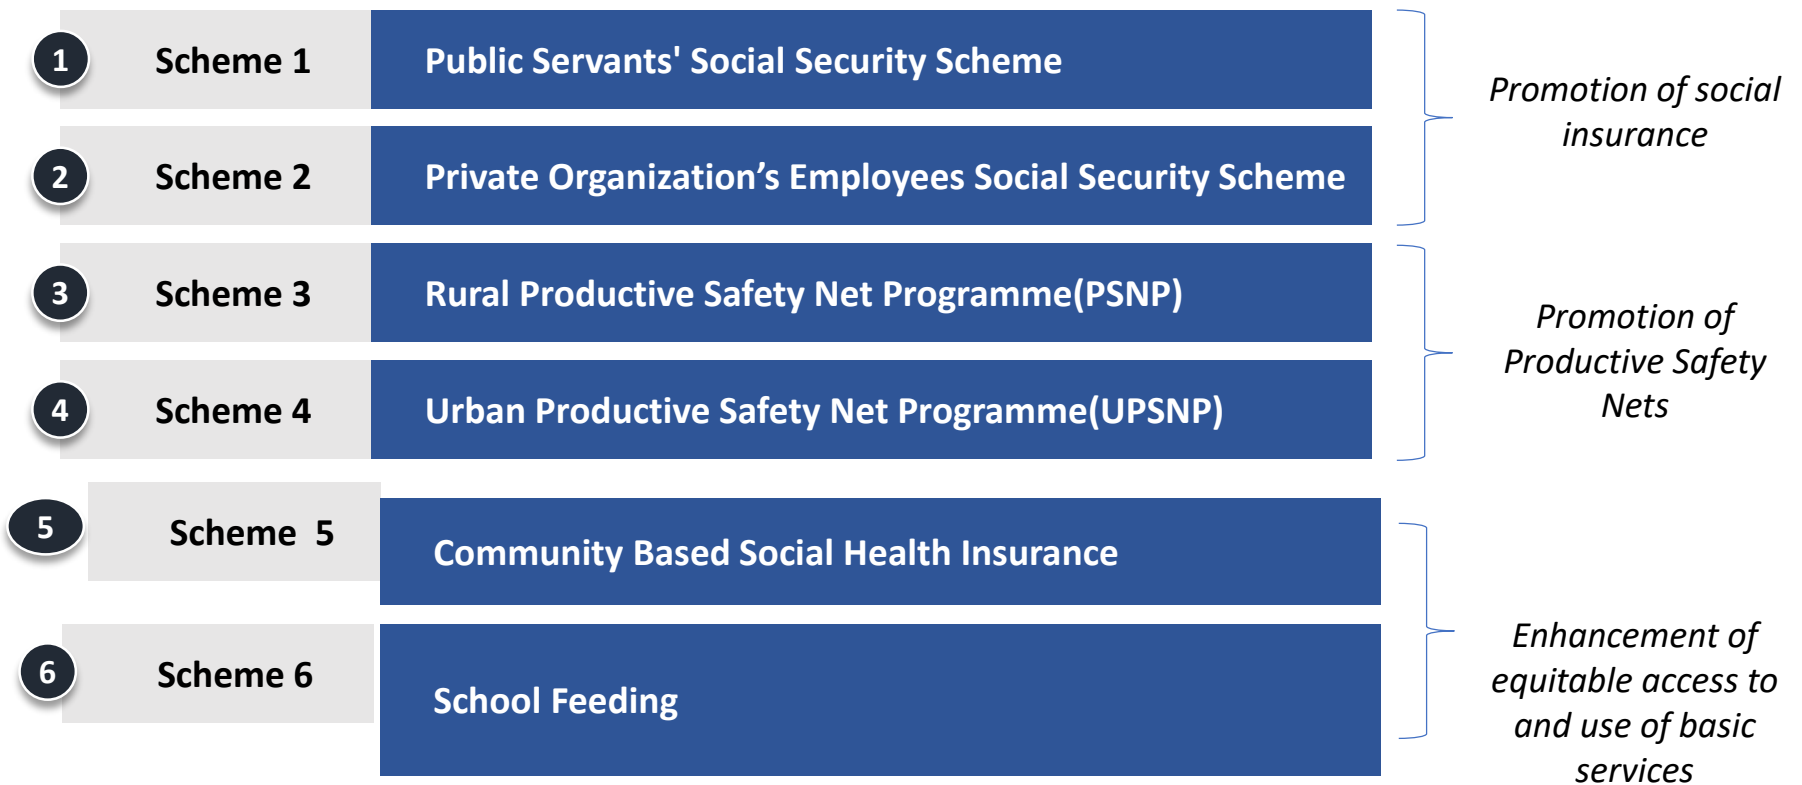 1
Scheme 1
Public Servants' Social Security Scheme
2
Scheme 2
Private Organization’s Employees Social Security Scheme
Promotion of social
insurance
3
Scheme 3
Rural Productive Safety Net Programme(PSNP)
4
Scheme 4
Urban Productive Safety Net Programme(UPSNP)
Promotion of
Productive Safety
Nets
5
Scheme  5
Community Based Social Health Insurance
6
Scheme 6
School Feeding
Enhancement of
equitable access to
and use of basic
services